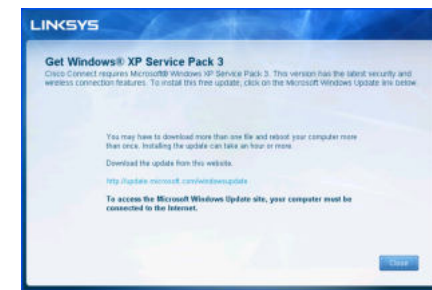 LINKSYS
Get Windows® XP Service Pack 3
Cisco Connect requires Microsoft® Windows XP Service Pack 3. This version has the latest security and
wireless connection features. To install this free update, click on the Microsoft Windows Update link below.
You may have to download more than one file and reboot your computer more
than once. Installing the update can take an hour or more.
Download the update from this website.
http://update.microsoft.com/windowsupdate
To access the Microsoft Windows Update site, your computer must be
connected to the Internet.
Close